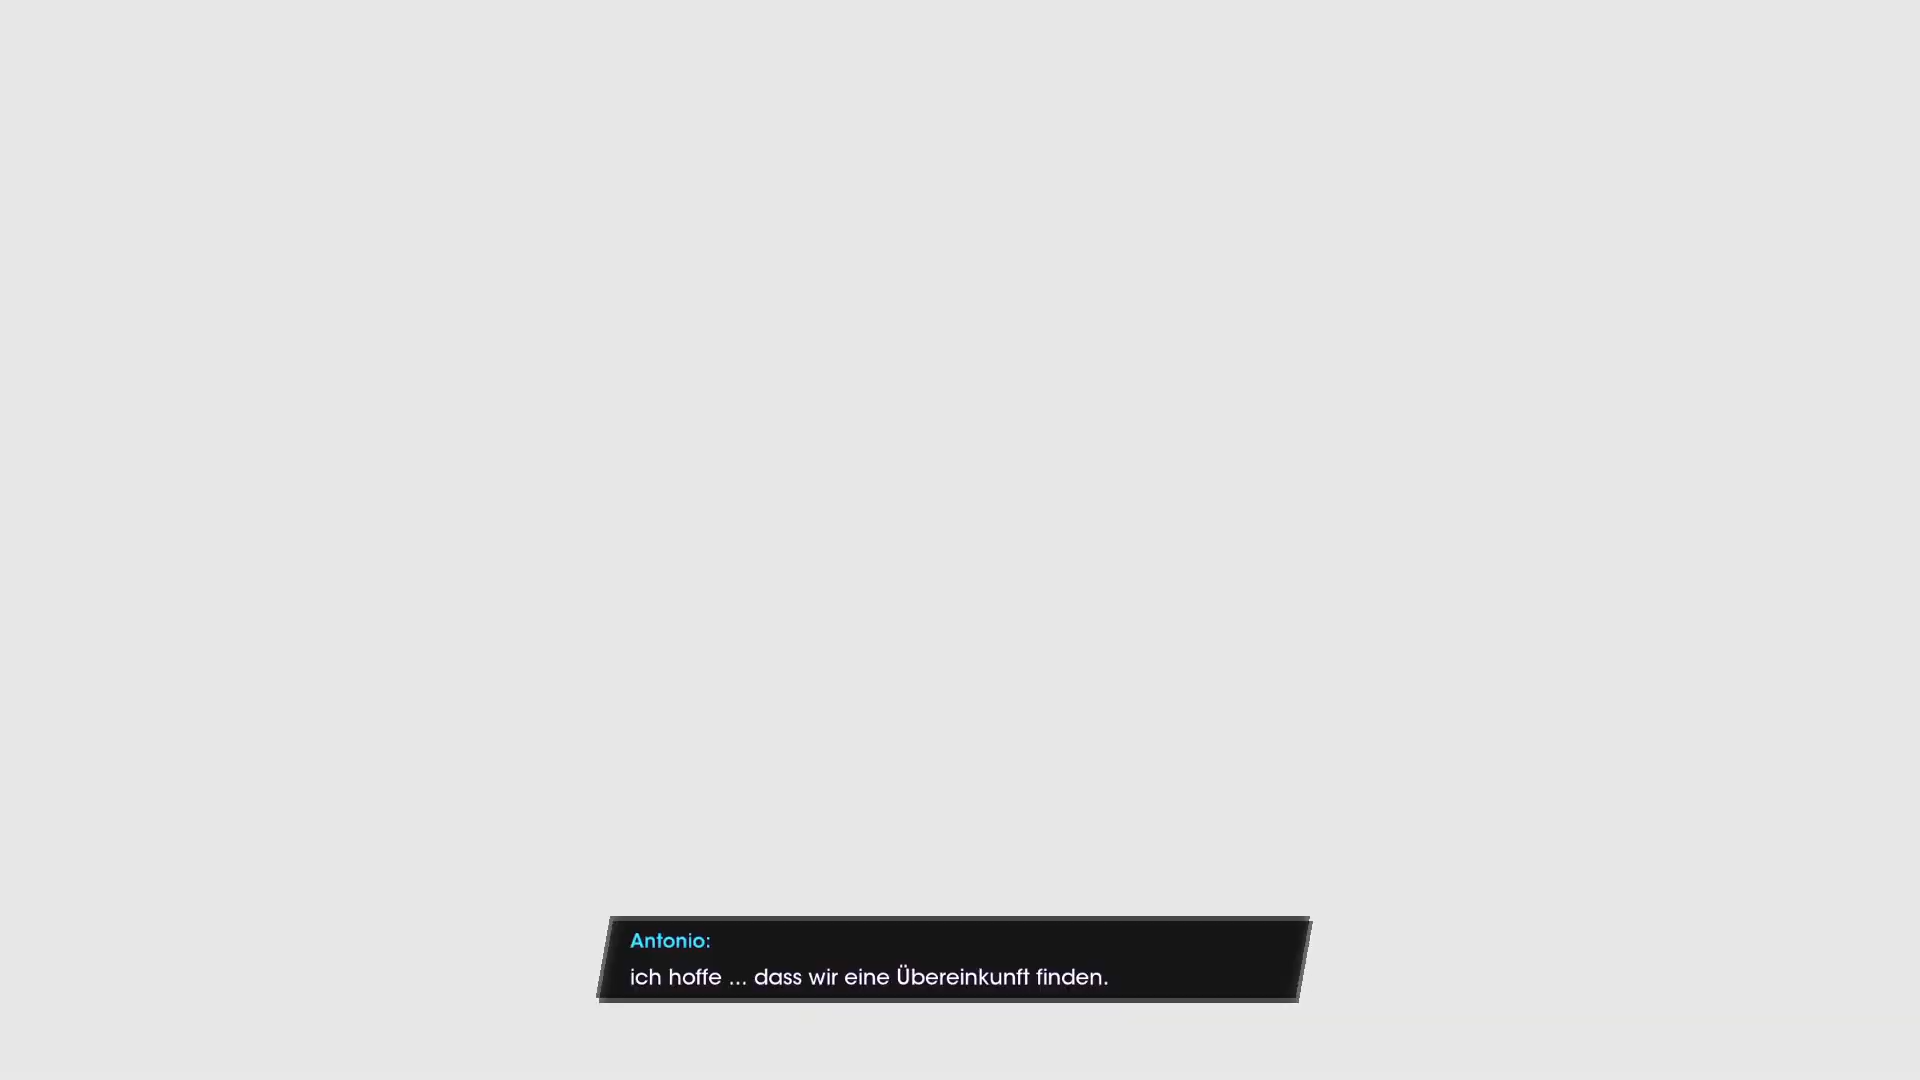 Antonio:
ich hoffe ... dass wir eine Übereinkunft finden.